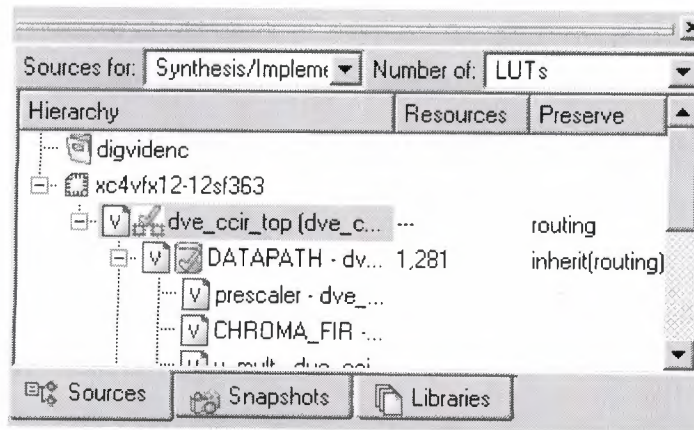 Sources for: Synthesis/Impleme Number of: LUTs
Hierarchy Resources Preserve
digvidenc
xc4vfx12-12sf363
V dve_ccir_top (dve_c... --- routing
V DATAPATH - dv... 1,281 inherit(routing)
V prescaler - dve_...
V CHROMA_FIR -...
Sources Snapshots Libraries